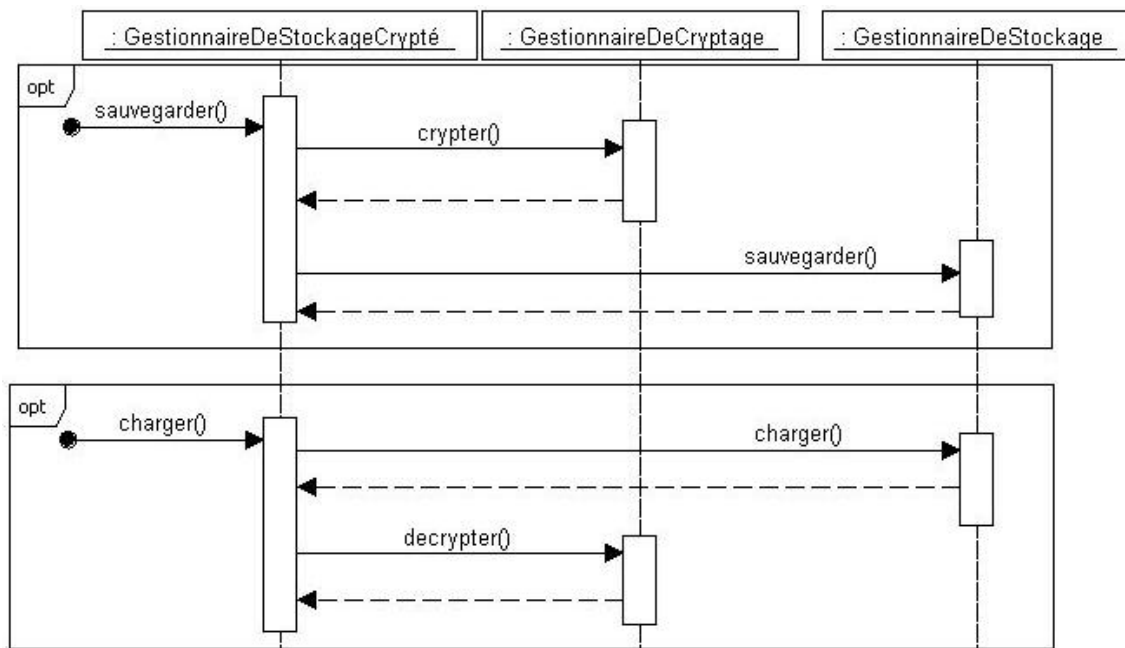 : GestionnaireDeStockageCrypté
: GestionnaireDeCryptage
: GestionnaireDeStockage
opt
sauvegarder()
crypter()
sauvegarder()
opt
charger()
charger()
decrypter()